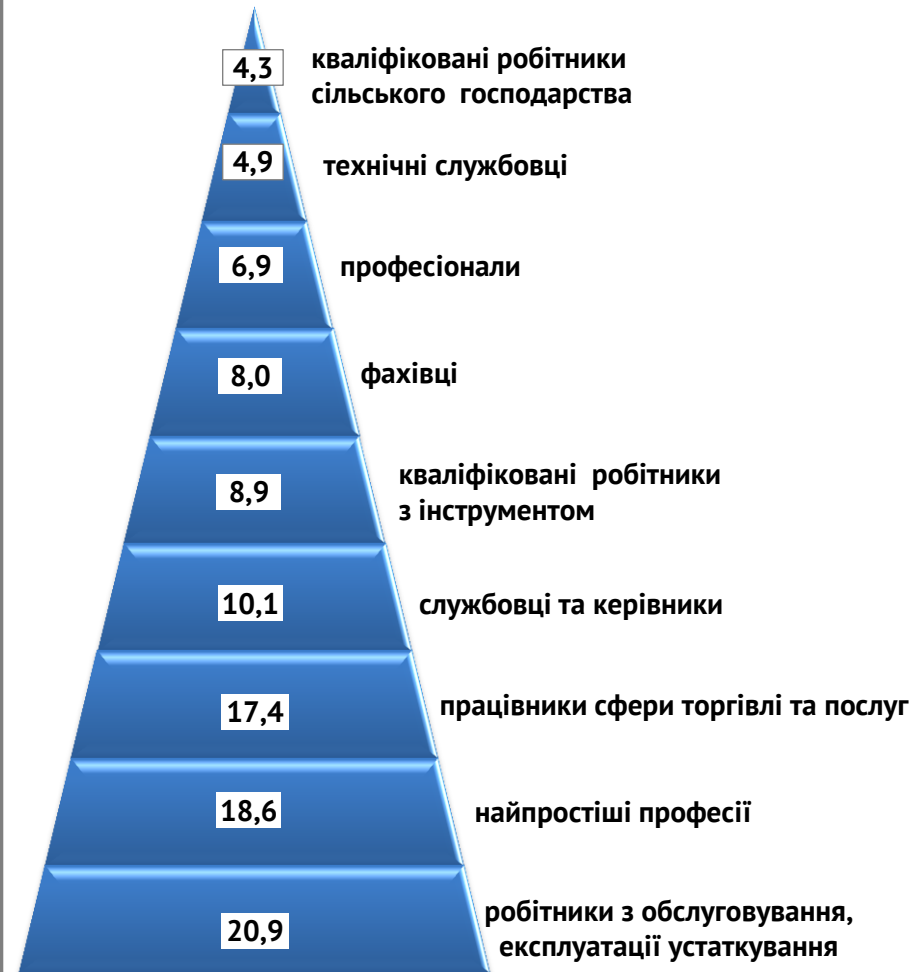 4,3
кваліфіковані робітники
сільського господарства
4,9
технічні службовці
6,9
професіонали
8,0
фахівці
8,9
кваліфіковані робітники
з інструментом
10,1
службовці та керівники
17,4
працівники сфери торгівлі та послуг
18,6
найпростіші професії
20,9
робітники з обслуговування,
експлуатації устаткування